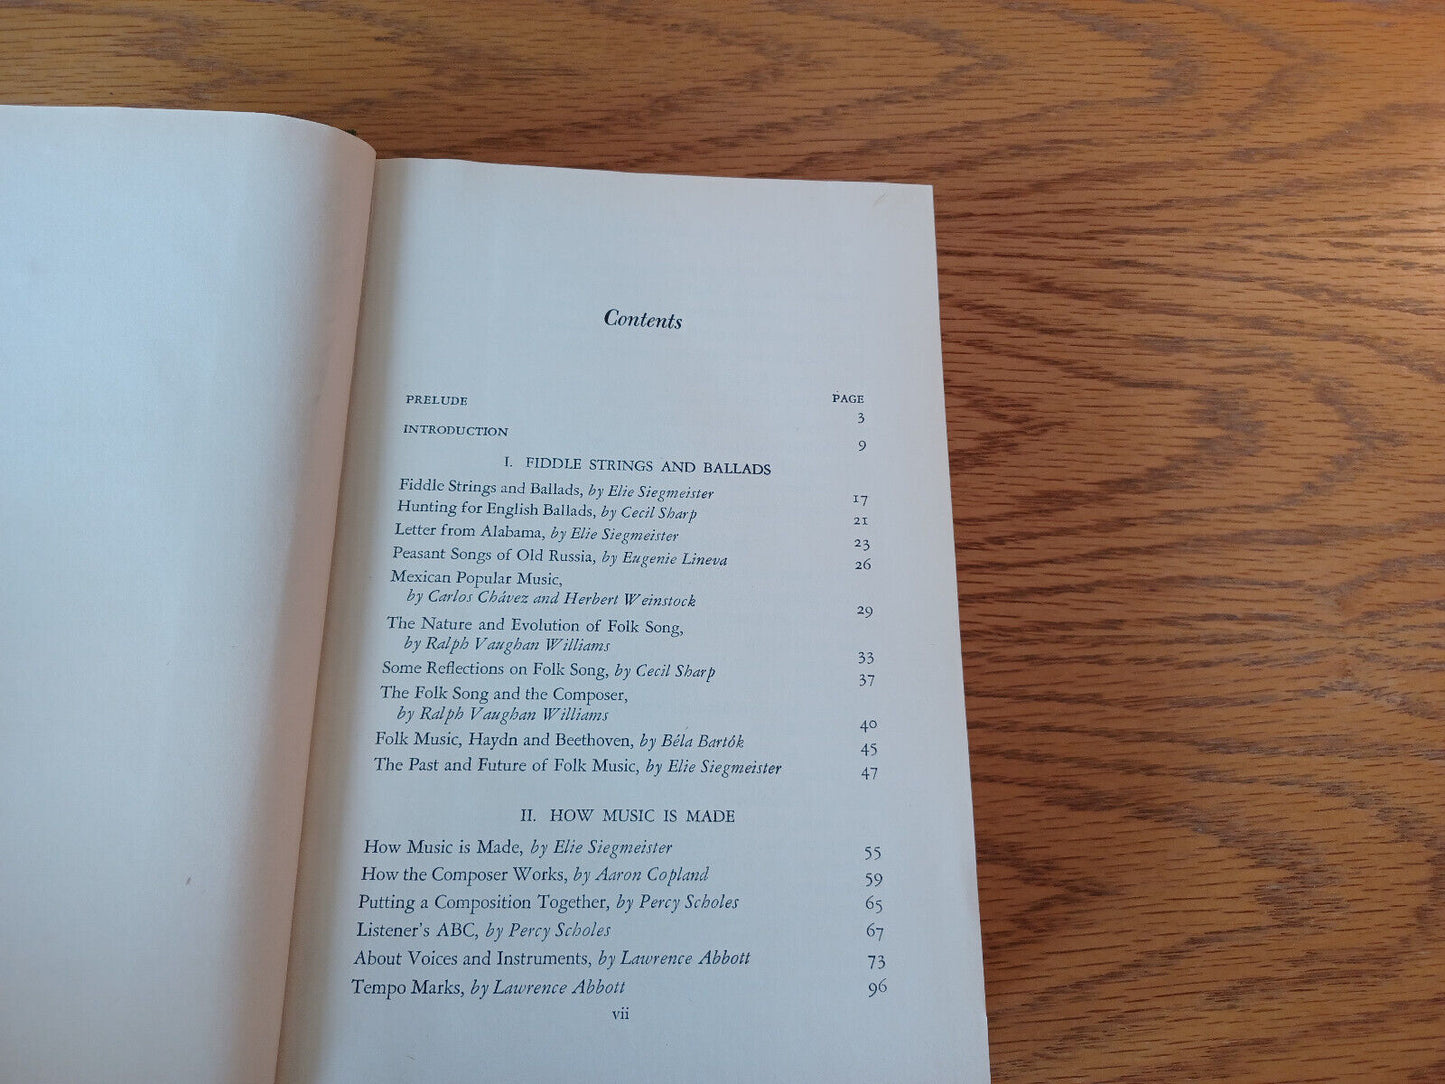 Contents
PRELUDE PAGE 3
INTRODUCTION 9
I. FIDDLE STRINGS AND BALLADS
Fiddle Strings and Ballads, by Elie Siegmeister 17
Hunting for English Ballads, by Cecil Sharp 21
Letter from Alabama, by Elie Siegmeister 23
Peasant Songs of Old Russia, by Eugenie Lineva 26
Mexican Popular Music,
by Carlos Chávez and Herbert Weinstock 29
The Nature and Evolution of Folk Song,
by Ralph Vaughan Williams 33
Some Reflections on Folk Song, by Cecil Sharp 37
The Folk Song and the Composer,
by Ralph Vaughan Williams 40
Folk Music, Haydn and Beethoven, by Béla Bartók 45
The Past and Future of Folk Music, by Elie Siegmeister 47
II. HOW MUSIC IS MADE
How Music is Made, by Elie Siegmeister 55
How the Composer Works, by Aaron Copland 59
Putting a Composition Together, by Percy Scholes 65
Listener's ABC, by Percy Scholes 67
About Voices and Instruments, by Lawrence Abbott 73
Tempo Marks, by Lawrence Abbott 96
vii